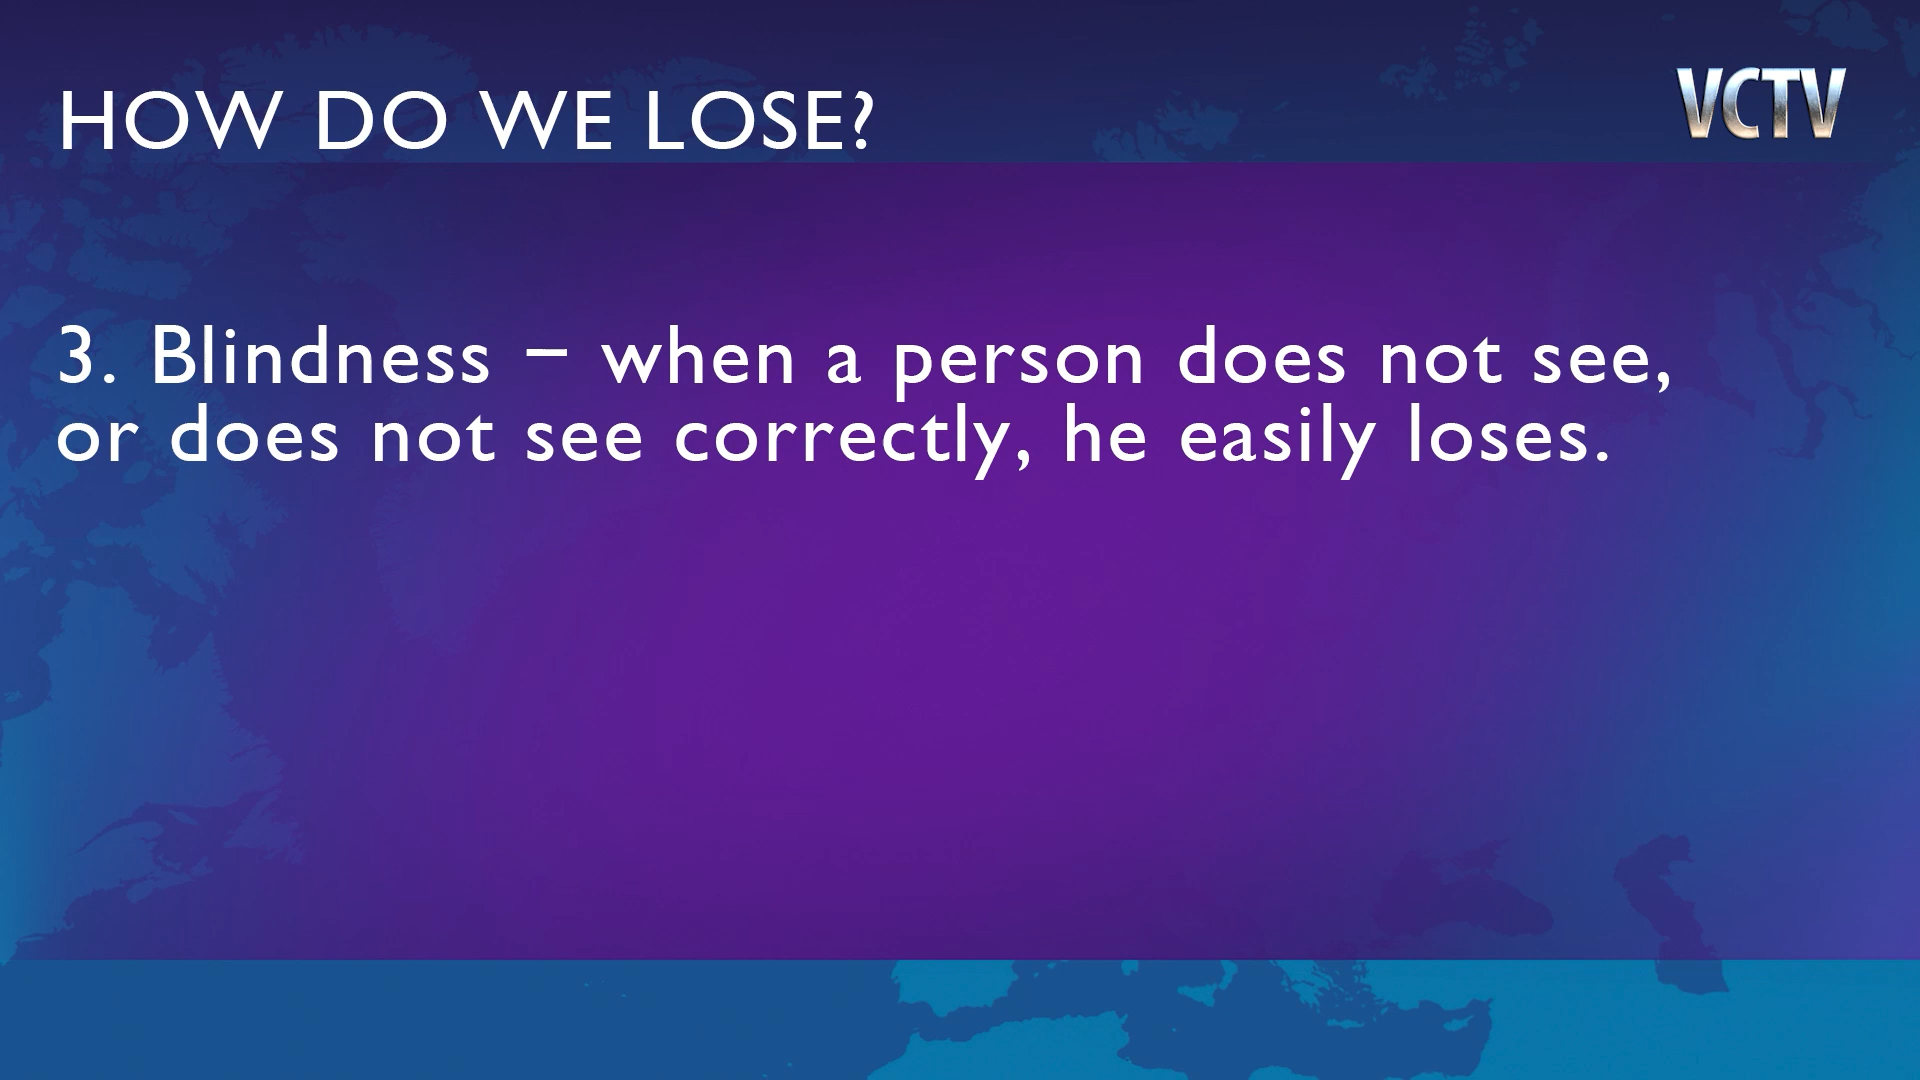 HOW DO WE LOSE?
VCTV
3. Blindness – when a person does not see,
or does not see correctly, he easily loses.